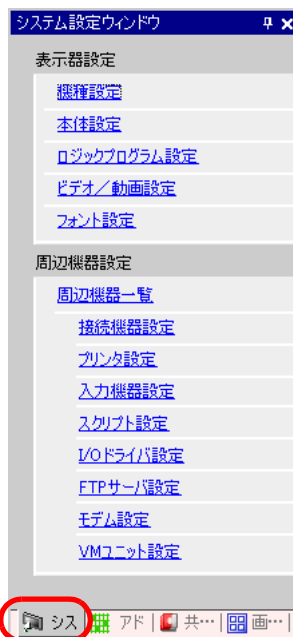 システム設定ウィンドウ
表示器設定
機種設定
本体設定
ロジックプログラム設定
ビデオ／動画設定
フォント設定
周辺機器設定
周辺機器一覧
接続機器設定
プリンタ設定
入力機器設定
スクリプト設定
I/Oドライバ設定
FTPサーバ設定
モデム設定
VMユニット設定
シス アド 共… 画…